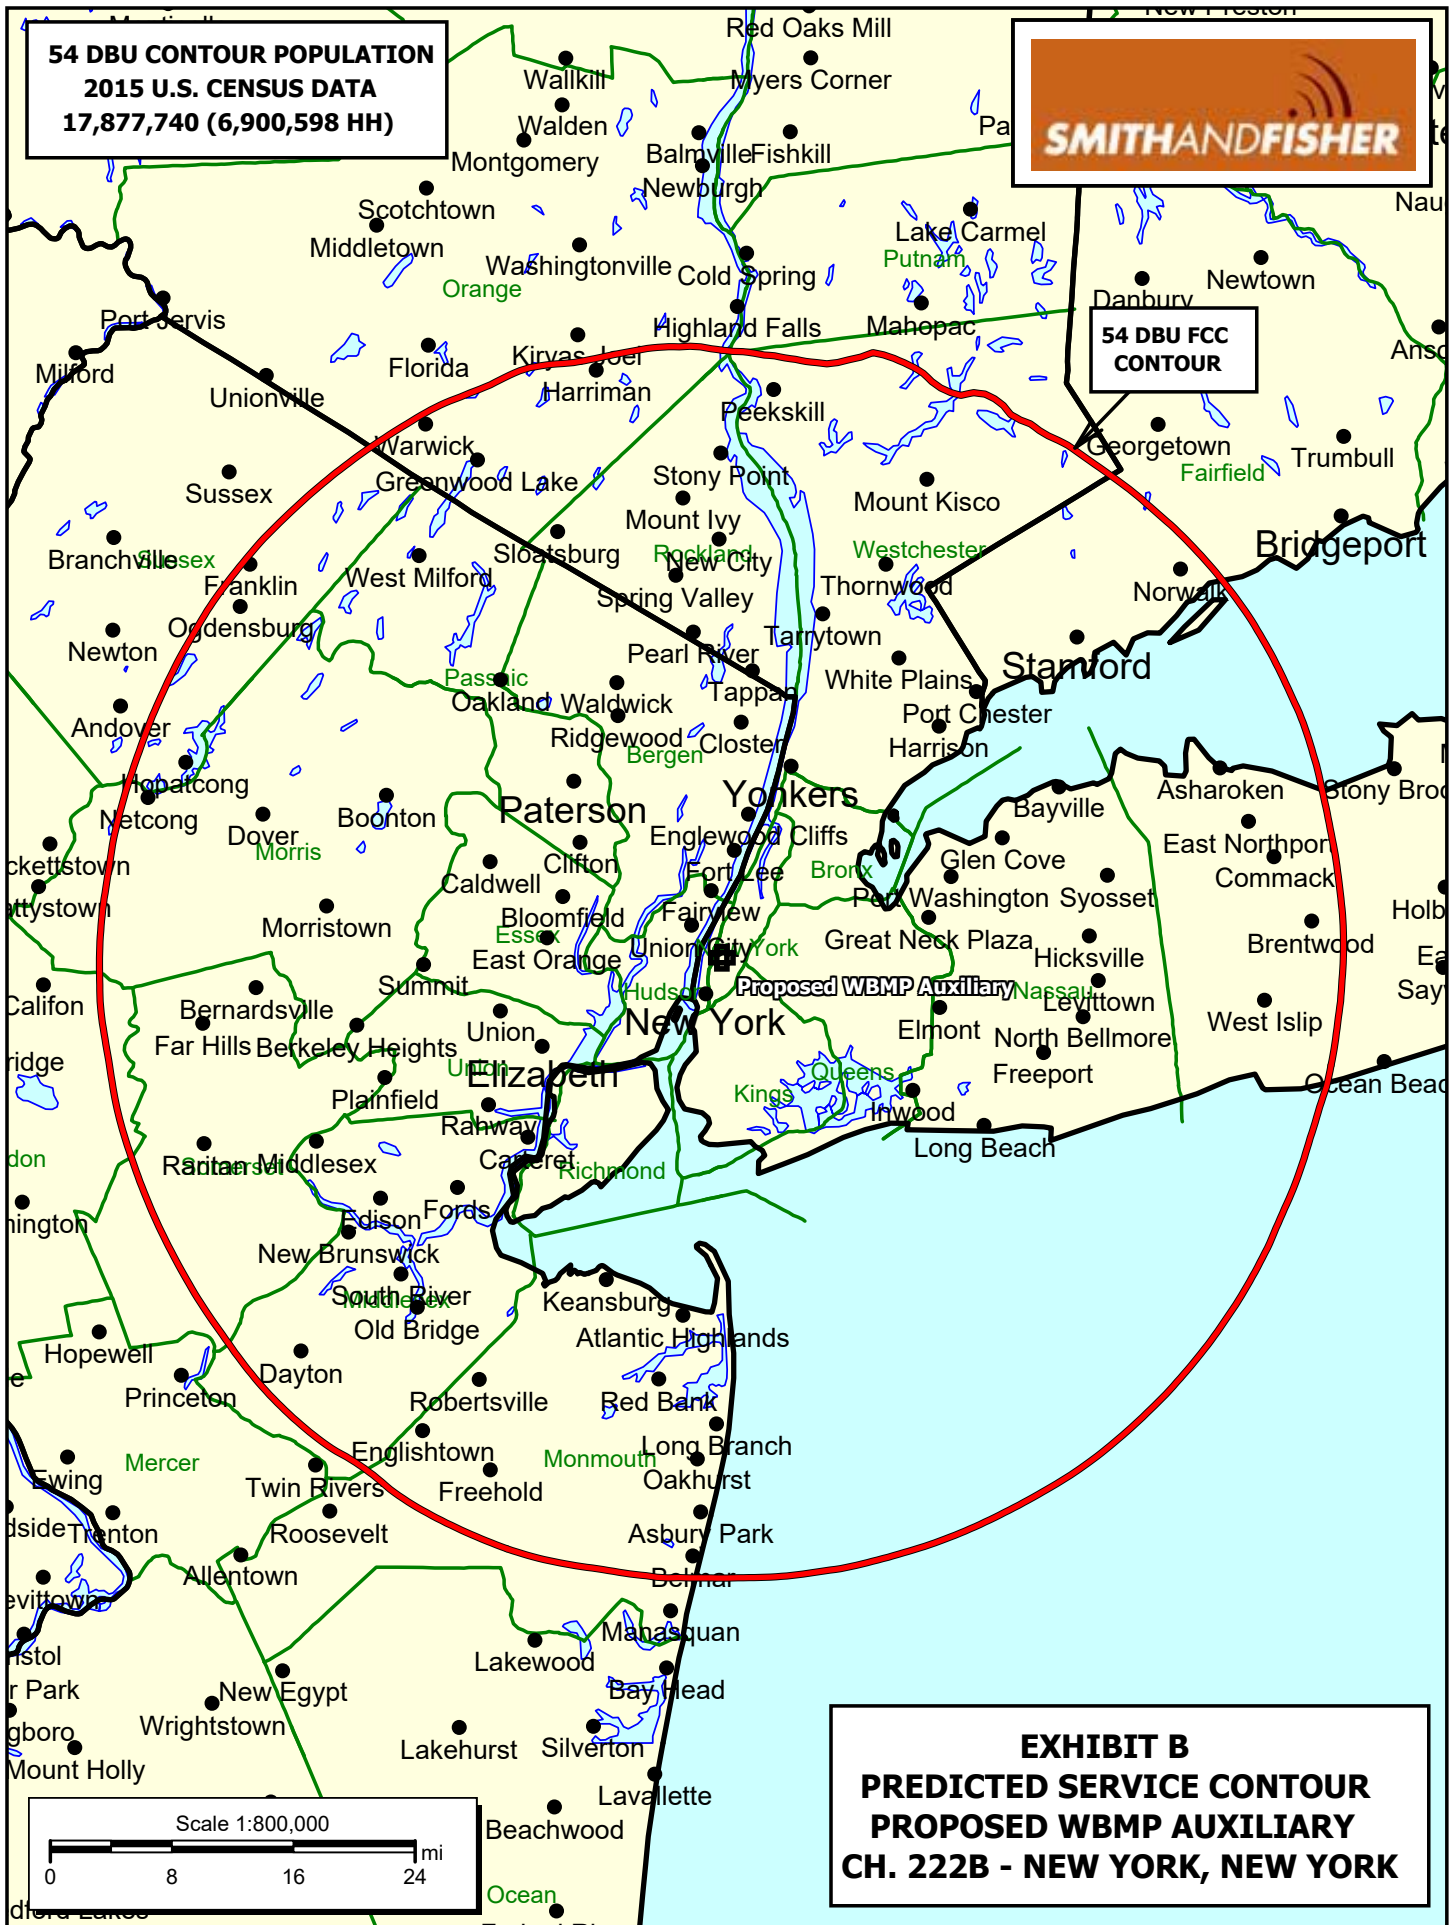 54 DBU CONTOUR POPULATION
2015 U.S. CENSUS DATA
17,877,740 (6,900,598 HH)
SMITHANDFISHER
Red Oaks Mill
Wallkill
Myers Corner
Walden
Montgomery
Balmville
Fishkill
Newburgh
Scotchtown
Middletown
Lake Carmel
Putnam
Washingtonville
Cold Spring
Newtown
Orange
Danbury
Port Jervis
Highland Falls
Mahopac
54 DBU FCC
CONTOUR
Milford
Florida
Kiryas Joel
Unionville
Harriman
Peekskill
Warwick
Georgetown
Trumbull
Greenwood Lake
Stony Point
Fairfield
Sussex
Mount Kisco
Mount Ivy
Bridgeport
Branchville
Sussex
Sloatsburg
Rockland
New City
Westchester
Franklin
West Milford
Thornwood
Spring Valley
Norwalk
Ogdensburg
Tarrytown
Newton
Pearl River
Stamford
Passaic
Oakland
Waldwick
Tappan
White Plains
Port Chester
Andover
Ridgewood
Closter
Harrison
Bergen
Hopatcong
Paterson
Yonkers
Bayville
Asharoken
Netcong
Dover
Boonton
Englewood Cliffs
East Northport
Morris
Clifton
Glen Cove
Caldwell
Fort Lee
Bronx
Commack
Port Washington
Syosset
Morristown
Bloomfield
Fairview
Essex
East Orange
Union City
York
Great Neck Plaza
Hicksville
Brentwood
Summit
Hudson
Proposed WBMP Auxiliary
Nassau
Levittown
Califon
Bernardsville
New York
Elmont
North Bellmore
West Islip
Far Hills
Berkeley Heights
Union
Union
Elizabeth
Queens
Freeport
Plainfield
Kings
Inwood
Rahway
Long Beach
Raritan
Somerset
Middlesex
Carteret
Richmond
Edison
Fords
New Brunswick
South River
Middlesex
Old Bridge
Keansburg
Atlantic Highlands
Hopewell
Dayton
Princeton
Robertsville
Red Bank
Englishtown
Long Branch
Mercer
Monmouth
Oakhurst
Ewing
Twin Rivers
Freehold
Trenton
Roosevelt
Asbury Park
Allentown
Belmar
Manasquan
Lakewood
New Egypt
Bay Head
Wrightstown
Lakehurst
Silverton
Mount Holly
Lavallette
Beachwood
Ocean
Scale 1:800,000
mi
0 8 16 24
EXHIBIT B
PREDICTED SERVICE CONTOUR
PROPOSED WBMP AUXILIARY
CH. 222B - NEW YORK, NEW YORK